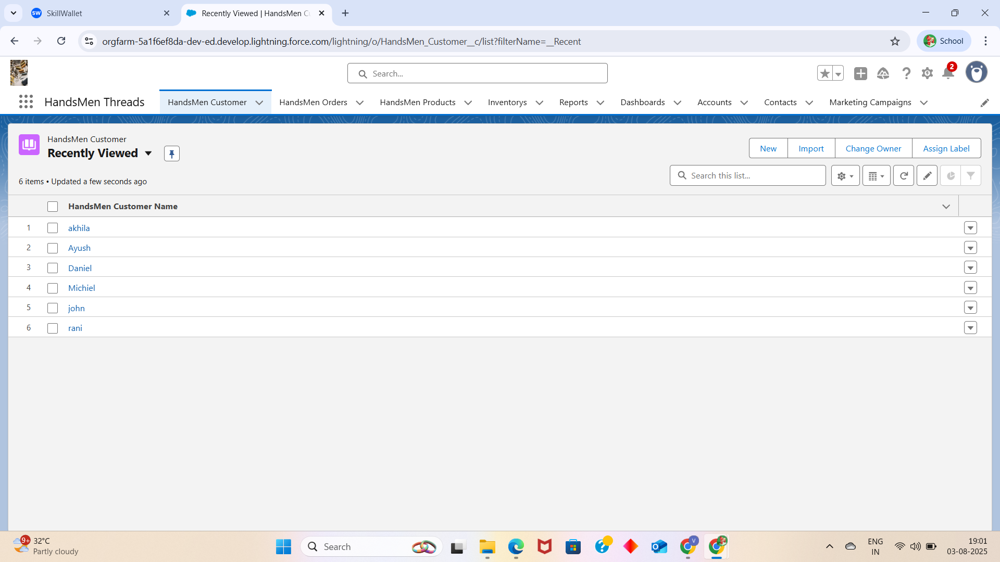 SW SkillWallet
Recently Viewed | HandsMen C
orgfarm-5a1f6ef8da-dev-ed.develop.lightning.force.com/lightning/o/HandsMen_Customer__c/list?filterName=__Recent
School
Search...
2
HandsMen Threads
HandsMen Customer
HandsMen Orders
HandsMen Products
Inventorys
Reports
Dashboards
Accounts
Contacts
Marketing Campaigns
HandsMen Customer
Recently Viewed
New
Import
Change Owner
Assign Label
6 items • Updated a few seconds ago
Search this list...
HandsMen Customer Name
1 akhila
2 Ayush
3 Daniel
4 Michiel
5 john
6 rani
9+
32°C
Partly cloudy
Search
V
ENG
IN
19:01
03-08-2025